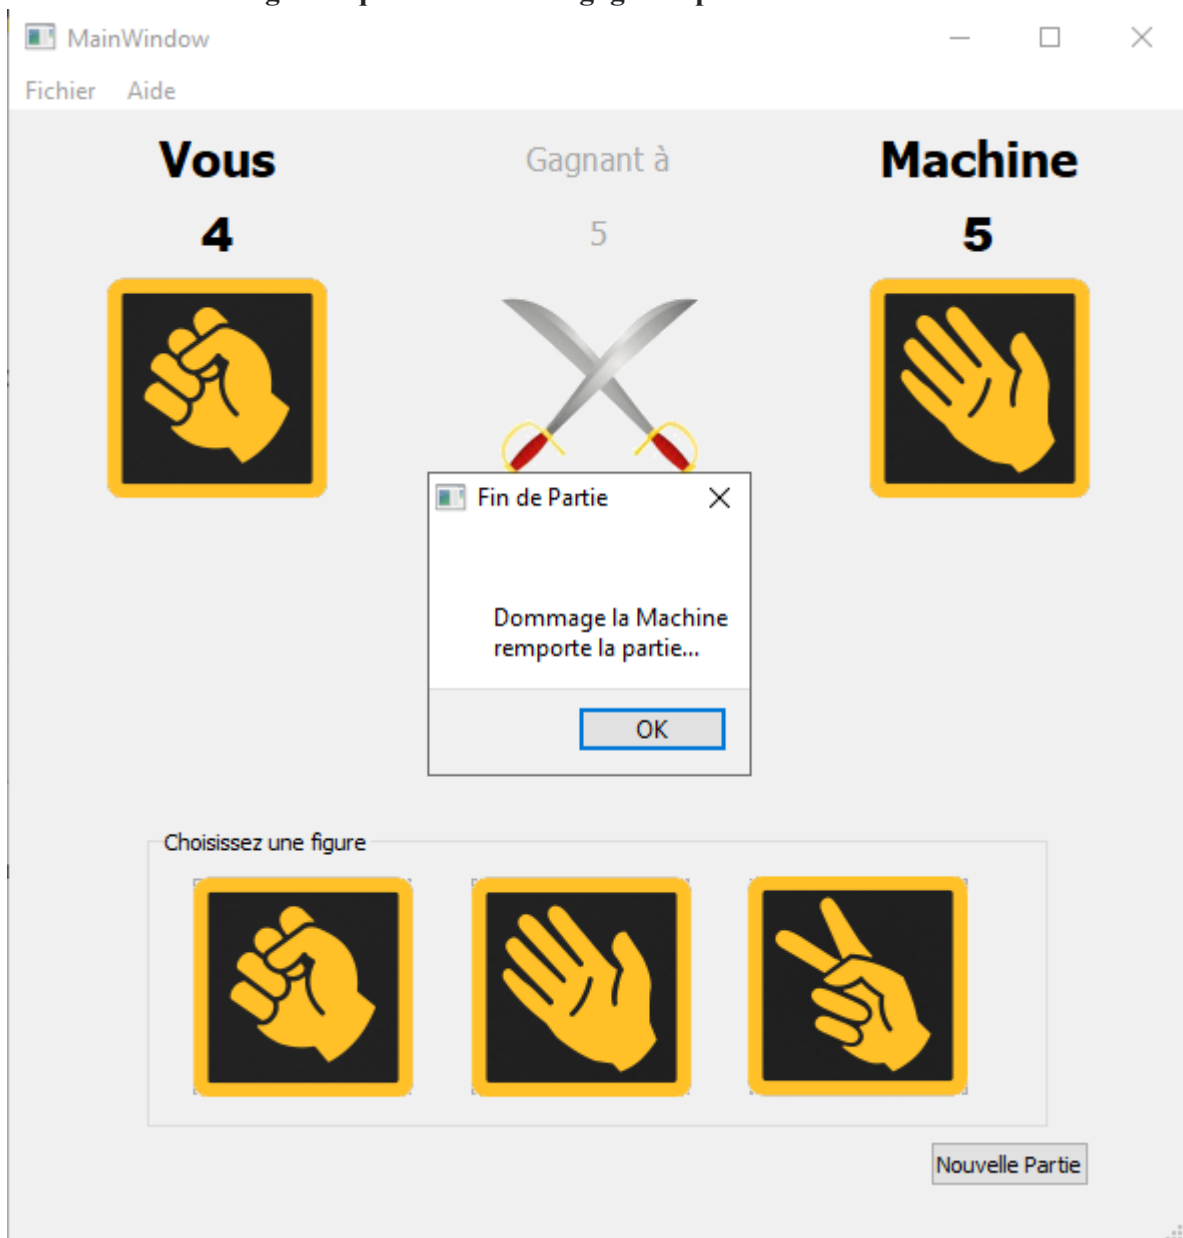 MainWindow
Fichier Aide
Vous
Gagnant à
Machine
4
5
5
Fin de Partie
Dommage la Machine
remporte la partie...
OK
Choisissez une figure
Nouvelle Partie